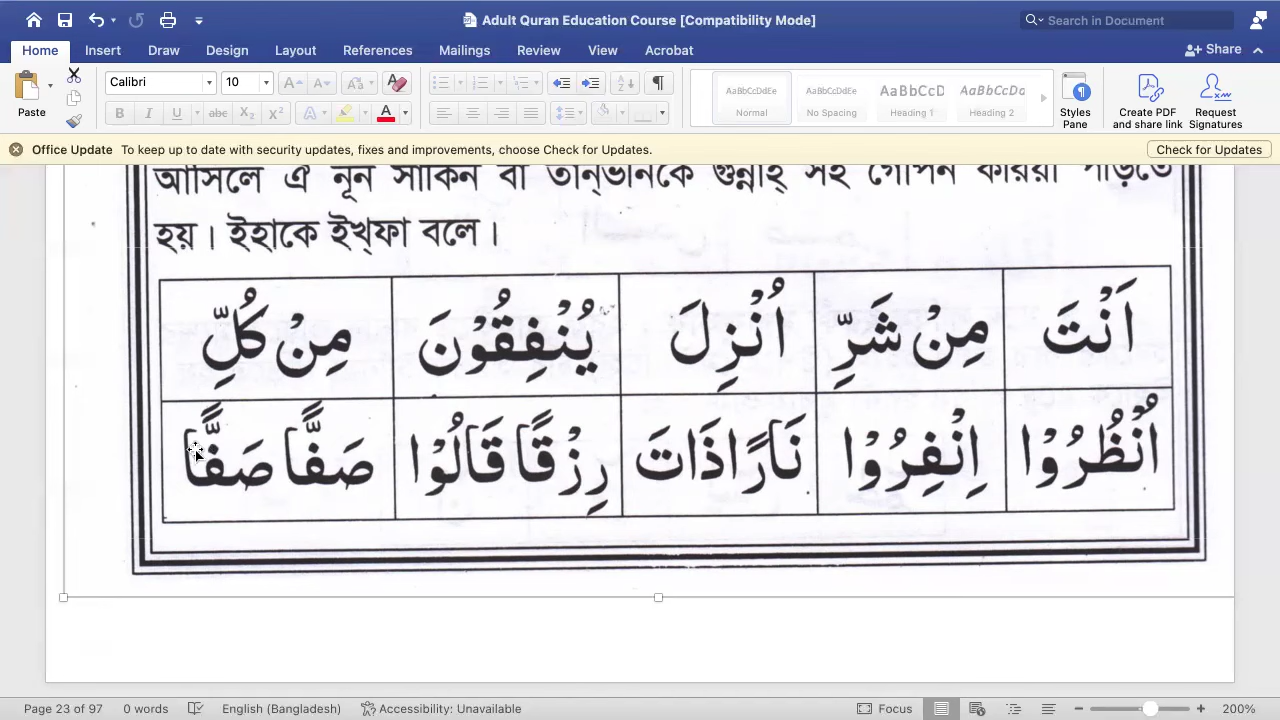 Adult Quran Education Course [Compatibility Mode]
Search in Document
Home Insert Draw Design Layout References Mailings Review View Acrobat Share
Paste Calibri 10 AaBbCcDdEe AaBbCcDdEe AaBbCcD AaBbCcDc
Normal No Spacing Heading 1 Heading 2 Styles Pane Create PDF and share link Request Signatures
Office Update To keep up to date with security updates, fixes and improvements, choose Check for Updates. Check for Updates
আসিলে ঐ নূন সাকিন বা তান্ভীনকে গুন্নাহ্ সহ গোপন করিয়া পড়িতে
হয়। ইহাকে ইখ্ফা বলে।
اَنْتَ مِنْ شَرِّ اُنْزِلَ يُنْفِقُوْنَ مِنْ كُلِّ
اُنْظُرُوْا اِنْفِرُوْا نَارًا ذَاتَ رِزْقًا قَالُوْا صَفًّا صَفًّا
Page 23 of 97 0 words English (Bangladesh) Accessibility: Unavailable Focus 200%